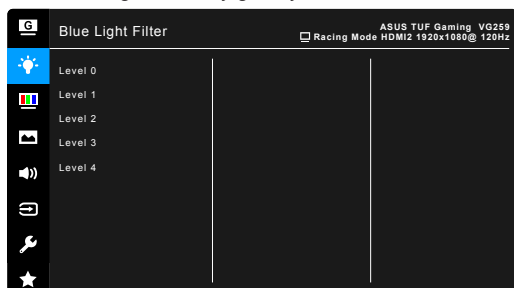 G
Blue Light Filter
ASUS TUF Gaming VG259
Racing Mode HDMI2 1920x1080@ 120Hz
Level 0
Level 1
Level 2
Level 3
Level 4